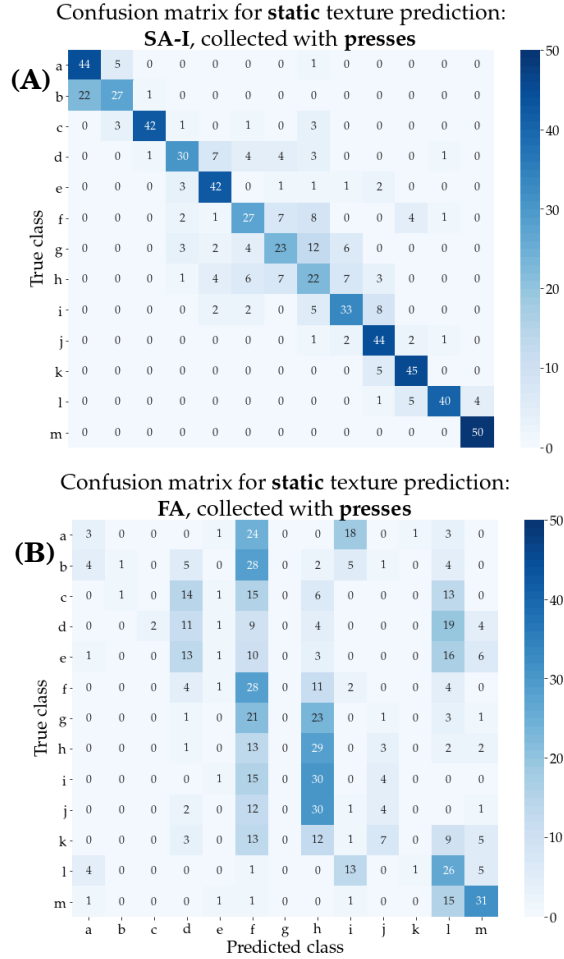 Confusion matrix for static texture prediction:
SA-I, collected with presses
(A)
True class
a 44 5 0 0 0 0 0 1 0 0 0 0 0
b 22 27 1 0 0 0 0 0 0 0 0 0 0
c 0 3 42 1 0 1 0 3 0 0 0 0 0
d 0 0 1 30 7 4 4 3 0 0 0 1 0
e 0 0 0 3 42 0 1 1 1 2 0 0 0
f 0 0 0 2 1 27 7 8 0 0 4 1 0
g 0 0 0 3 2 4 23 12 6 0 0 0 0
h 0 0 0 1 4 6 7 22 7 3 0 0 0
i 0 0 0 0 2 2 0 5 33 8 0 0 0
j 0 0 0 0 0 0 0 1 2 44 2 1 0
k 0 0 0 0 0 0 0 0 0 5 45 0 0
l 0 0 0 0 0 0 0 0 0 1 5 40 4
m 0 0 0 0 0 0 0 0 0 0 0 0 50
50
40
30
20
10
0
Confusion matrix for static texture prediction:
FA, collected with presses
(B)
True class
a 3 0 0 0 1 24 0 0 18 0 1 3 0
b 4 1 0 5 0 28 0 2 5 1 0 4 0
c 0 1 0 14 1 15 0 6 0 0 0 13 0
d 0 0 2 11 1 9 0 4 0 0 0 19 4
e 1 0 0 13 1 10 0 3 0 0 0 16 6
f 0 0 0 4 1 28 0 11 2 0 0 4 0
g 0 0 0 1 0 21 0 23 0 1 0 3 1
h 0 0 0 1 0 13 0 29 0 3 0 2 2
i 0 0 0 0 1 15 0 30 0 4 0 0 0
j 0 0 0 2 0 12 0 30 1 4 0 0 1
k 0 0 0 3 0 13 0 12 1 7 0 9 5
l 4 0 0 0 0 1 0 0 13 0 1 26 5
m 1 0 0 0 1 1 0 0 1 0 0 15 31
a b c d e f g h i j k l m
Predicted class
50
40
30
20
10
0